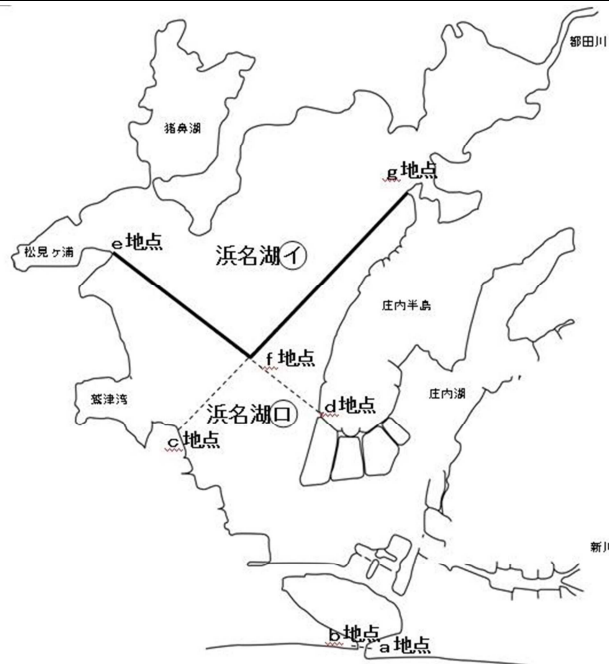 都田川
猪鼻湖
g地点
e地点
松見ヶ浦
浜名湖㋑
庄内半島
f地点
鷲津湾
浜名湖㋺
d地点
庄内湖
c地点
新川
b地点
a地点